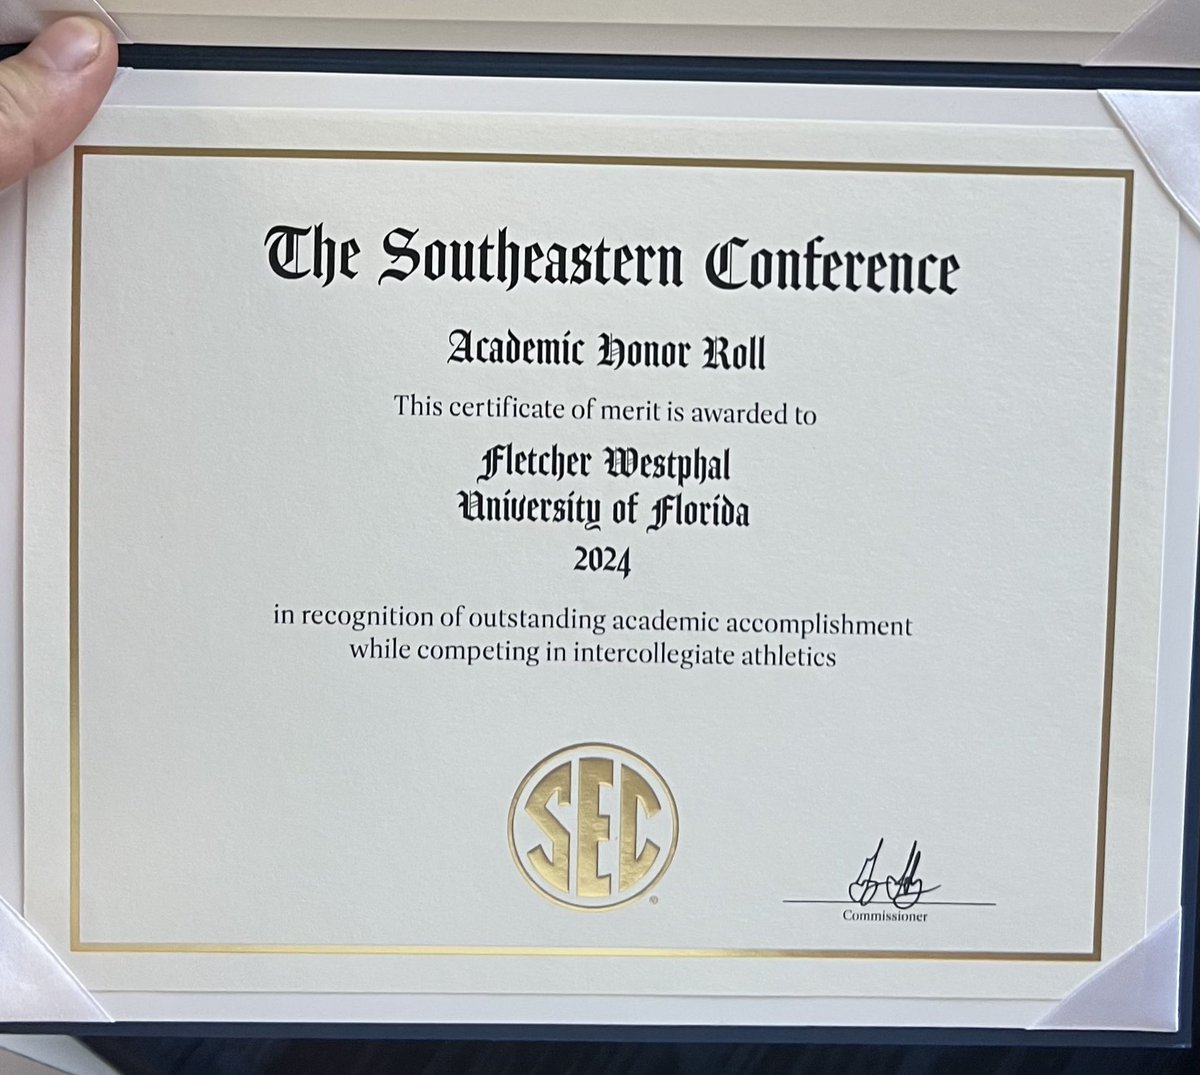 The Southeastern Conference
Academic Honor Roll
This certificate of merit is awarded to
Fletcher Westphal
University of Florida
2024
in recognition of outstanding academic accomplishment
while competing in intercollegiate athletics
SEC
®
Commissioner